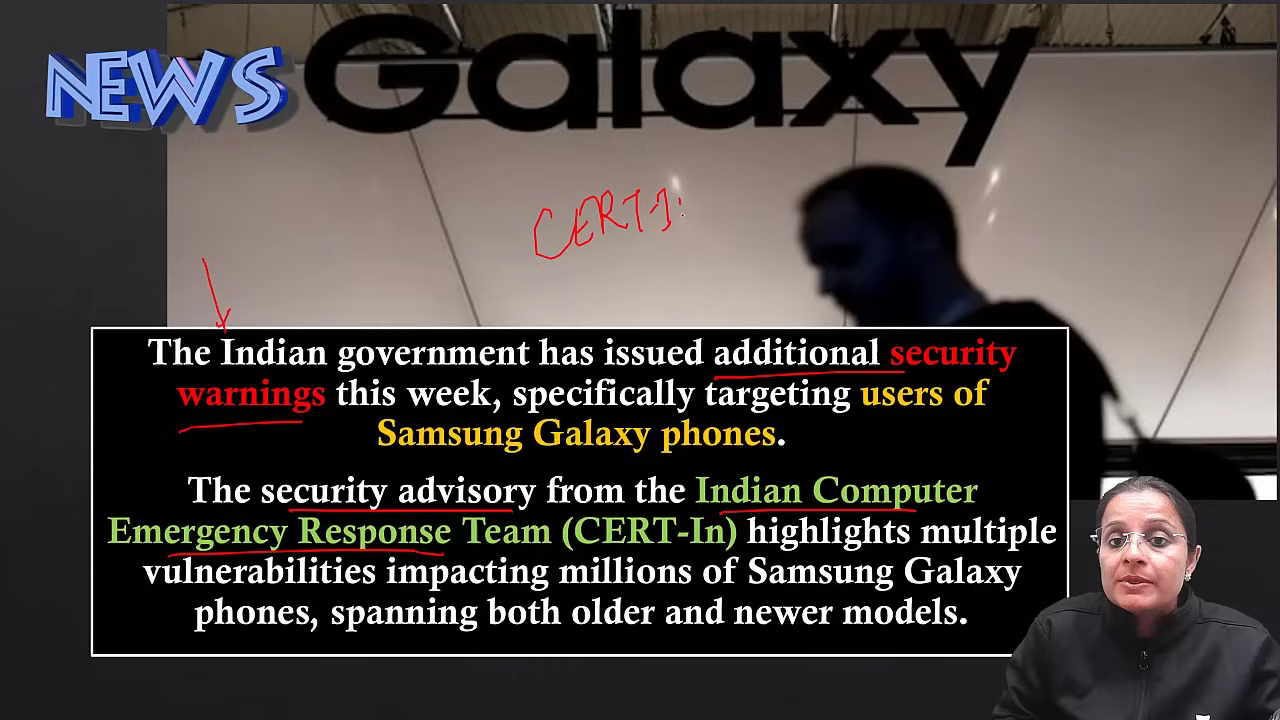 NEWS
Galaxy
CERT-I
The Indian government has issued additional security
warnings this week, specifically targeting users of
Samsung Galaxy phones.
The security advisory from the Indian Computer
Emergency Response Team (CERT-In) highlights multiple
vulnerabilities impacting millions of Samsung Galaxy
phones, spanning both older and newer models.